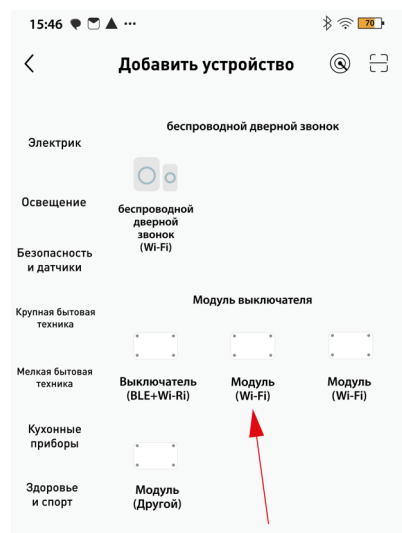 15:46
70
Добавить устройство
беспроводной дверной звонок
Электрик
Освещение
беспроводной
дверной
звонок
(Wi-Fi)
Безопасность
и датчики
Модуль выключателя
Крупная бытовая
техника
Мелкая бытовая
техника
Выключатель
(BLE+Wi-Ri)
Модуль
(Wi-Fi)
Модуль
(Wi-Fi)
Кухонные
приборы
Здоровье
и спорт
Модуль
(Другой)